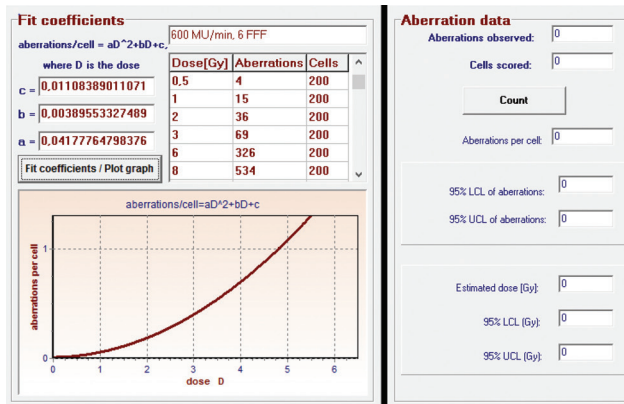 Fit coefficients
aberrations/cell = aD^2+bD+c,
where D is the dose
c = 0,01108389011071
b = 0,00389553327489
a = 0,04177764798376
Fit coefficients / Plot graph
600 MU/min, 6 FFF
Dose[Gy] Aberrations Cells
0,5 4 200
1 15 200
2 36 200
3 69 200
6 326 200
8 534 200
aberrations/cell=aD^2+bD+c
aberrations per cell
1
0
0 1 2 3 4 5 6
dose D
Aberration data
Aberrations observed: 0
Cells scored: 0
Count
Aberrations per cell: 0
95% LCL of aberrations: 0
95% UCL of aberrations: 0
Estimated dose [Gy]: 0
95% LCL (Gy): 0
95% UCL (Gy): 0